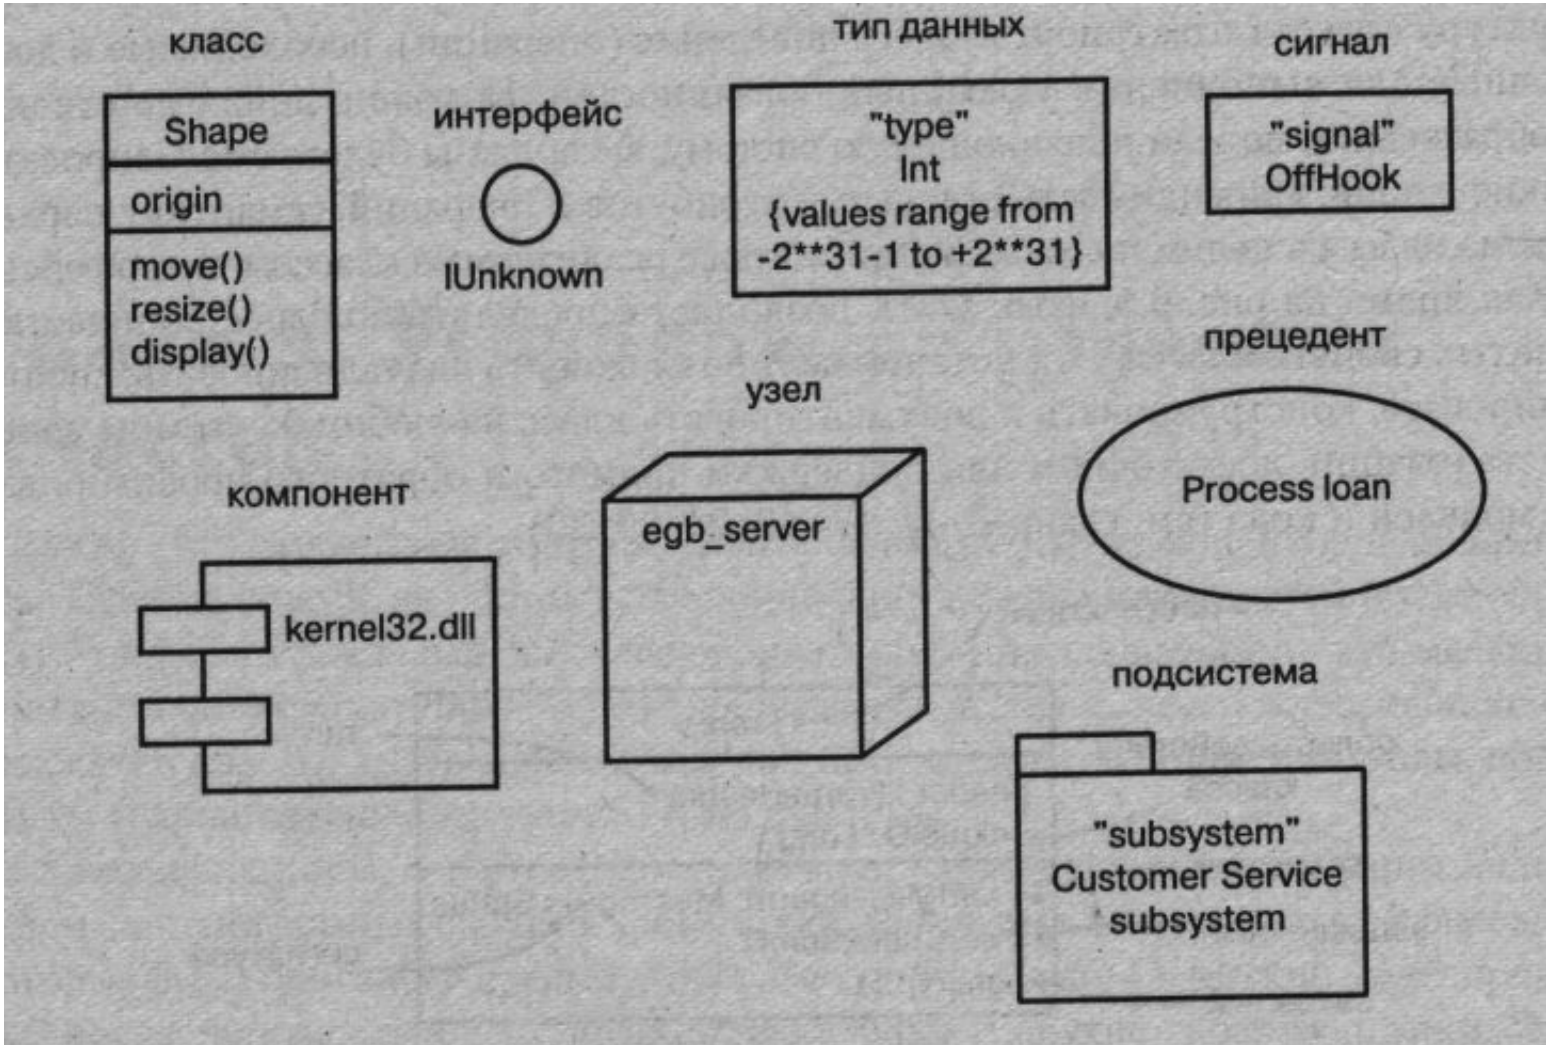 класс
Shape
origin
move()
resize()
display()
интерфейс
IUnknown
тип данных
"type"
Int
{values range from
-2**31-1 to +2**31}
сигнал
"signal"
OffHook
прецедент
Process loan
узел
egb_server
компонент
kernel32.dll
подсистема
"subsystem"
Customer Service
subsystem